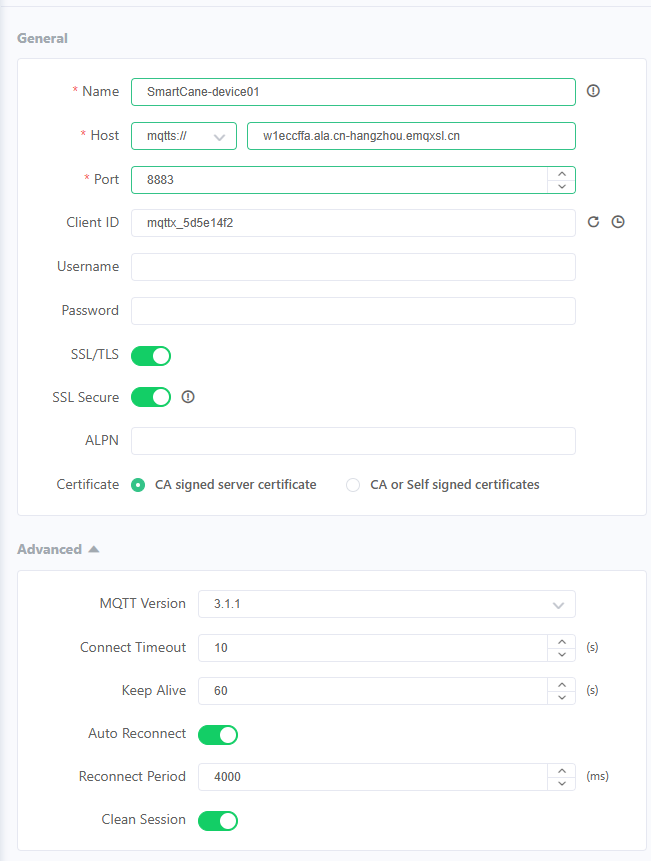 General
* Name SmartCane-device01
* Host mqtts:// w1eccffa.ala.cn-hangzhou.emqxsl.cn
* Port 8883
Client ID mqttx_5d5e14f2
Username
Password
SSL/TLS
SSL Secure
ALPN
Certificate CA signed server certificate CA or Self signed certificates
Advanced
MQTT Version 3.1.1
Connect Timeout 10 (s)
Keep Alive 60 (s)
Auto Reconnect
Reconnect Period 4000 (ms)
Clean Session